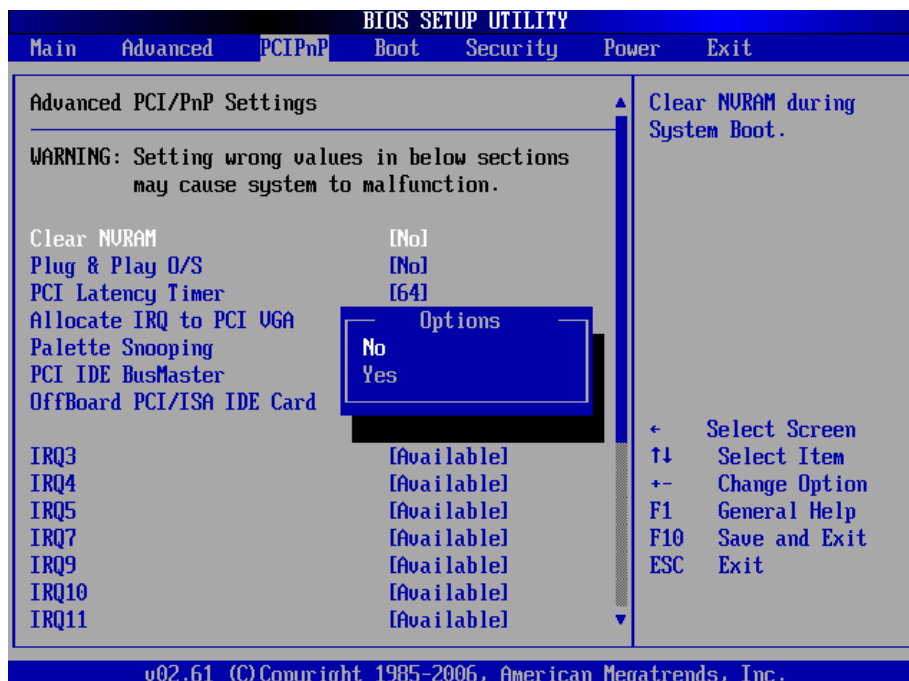 BIOS SETUP UTILITY
Main Advanced PCIPnP Boot Security Power Exit
Advanced PCI/PnP Settings
WARNING: Setting wrong values in below sections
may cause system to malfunction.
Clear NVRAM [No]
Plug & Play O/S [No]
PCI Latency Timer [64]
Allocate IRQ to PCI VGA
Palette Snooping
PCI IDE BusMaster
OffBoard PCI/ISA IDE Card
Options
No
Yes
IRQ3 [Available]
IRQ4 [Available]
IRQ5 [Available]
IRQ7 [Available]
IRQ9 [Available]
IRQ10 [Available]
IRQ11 [Available]
Clear NVRAM during
System Boot.
← Select Screen
↑↓ Select Item
+- Change Option
F1 General Help
F10 Save and Exit
ESC Exit
v02.61 (C)Copyright 1985-2006, American Megatrends, Inc.